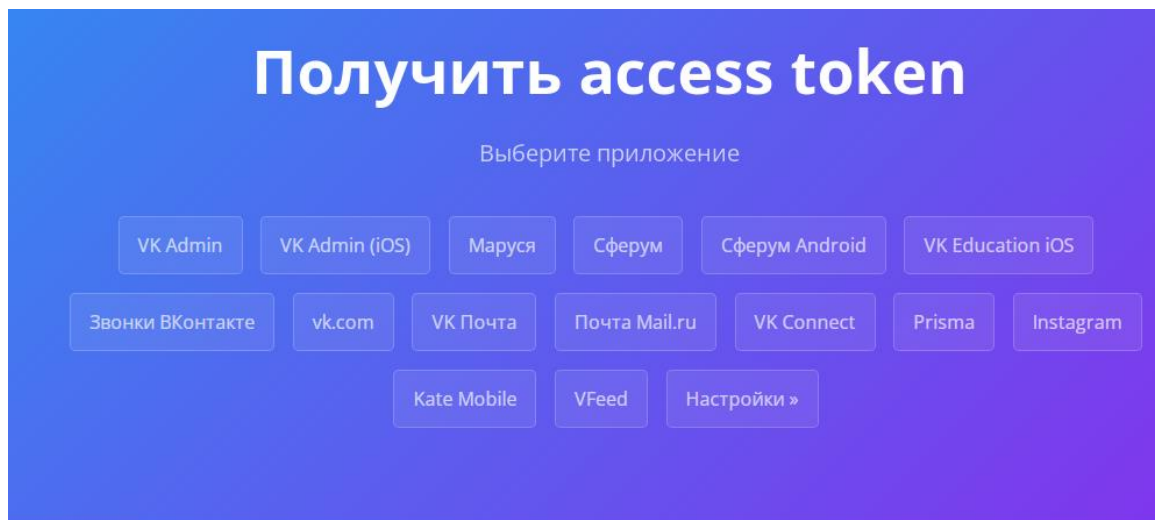 Получить access token
Выберите приложение
VK Admin VK Admin (iOS) Маруся Сферум Сферум Android VK Education iOS
Звонки ВКонтакте vk.com VK Почта Почта Mail.ru VK Connect Prisma Instagram
Kate Mobile VFeed Настройки »